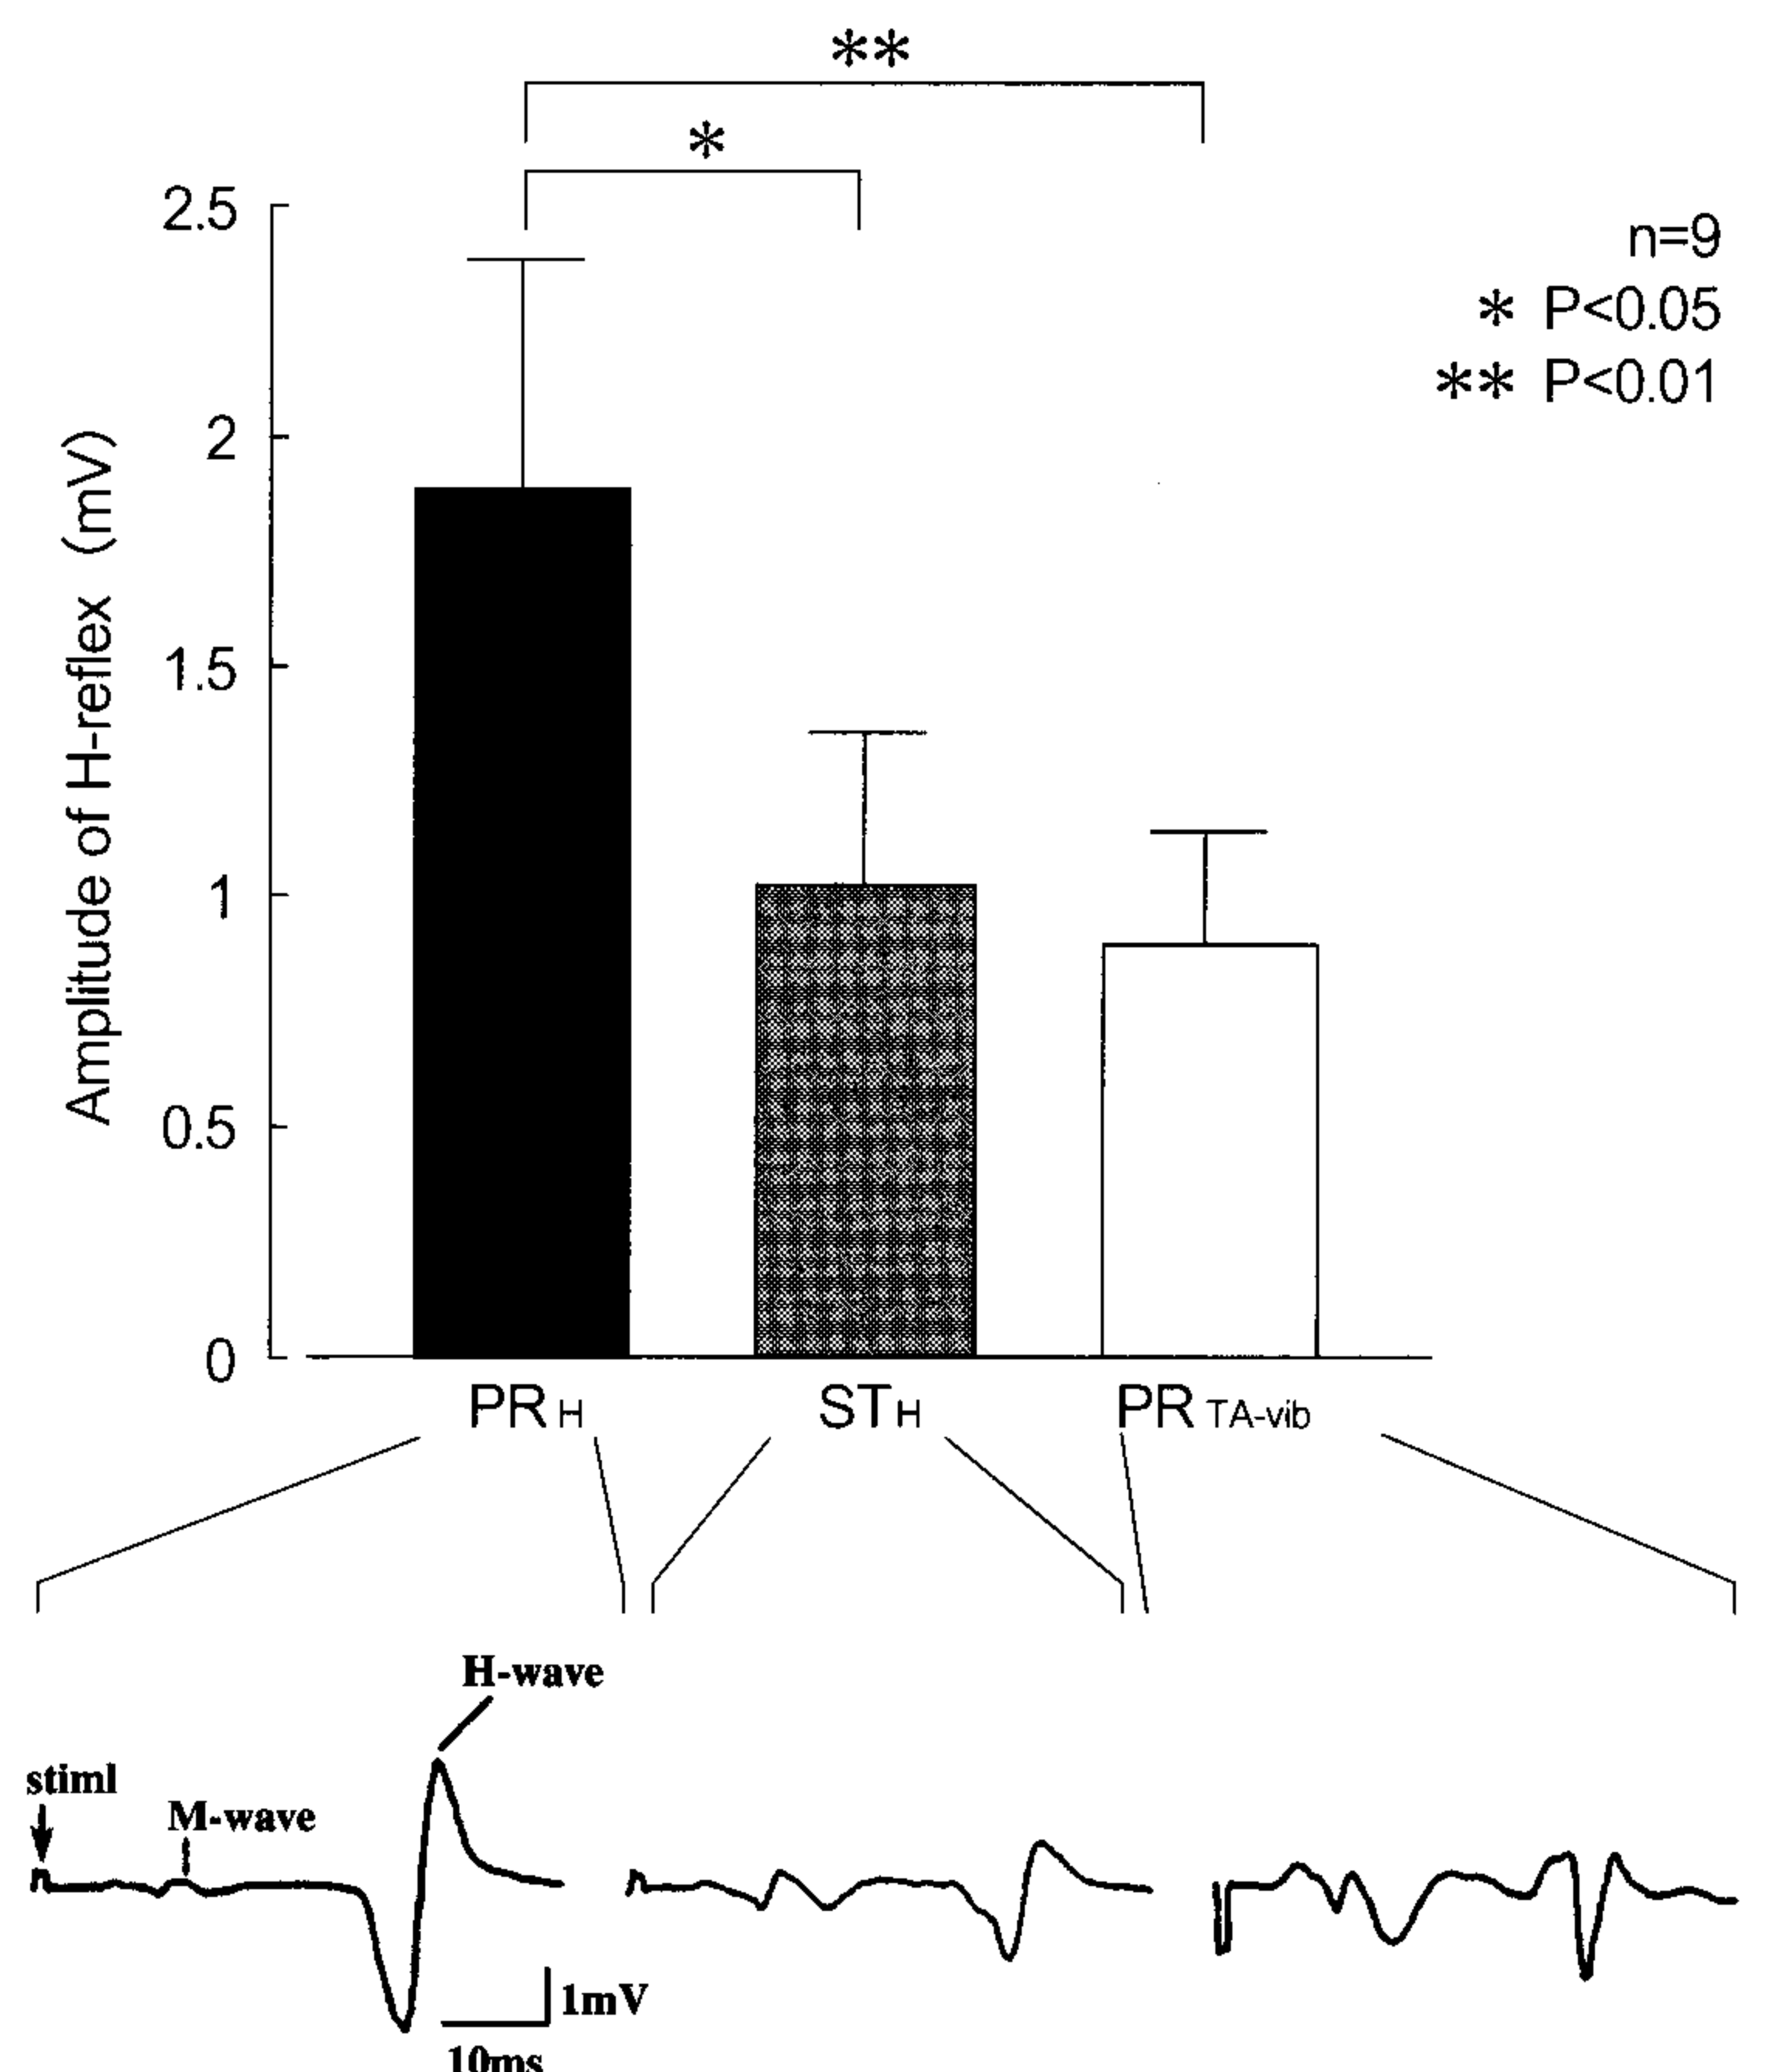 **
*
2.5
n=9
* P<0.05
** P<0.01
2
1.5
1
0.5
0
Amplitude of H-reflex (mV)
PR H
ST H
PR TA-vib
H-wave
stiml
M-wave
1mV
10ms